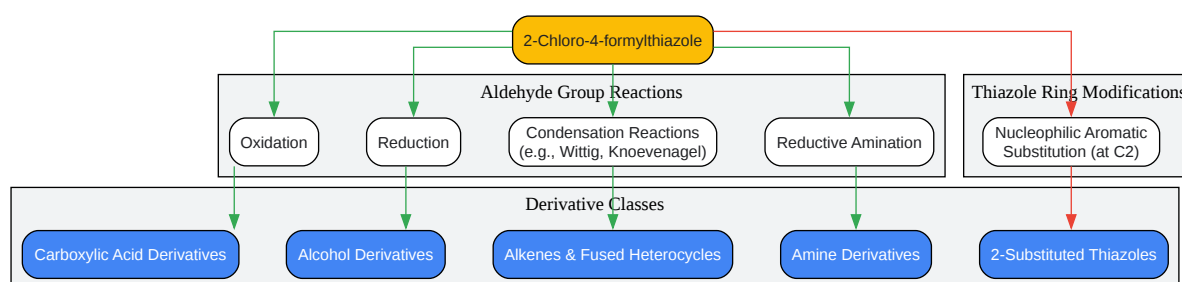 2-Chloro-4-formylthiazole
Aldehyde Group Reactions
Thiazole Ring Modifications
Oxidation
Reduction
Condensation Reactions
(e.g., Wittig, Knoevenagel)
Reductive Amination
Nucleophilic Aromatic
Substitution (at C2)
Derivative Classes
Carboxylic Acid Derivatives
Alcohol Derivatives
Alkenes & Fused Heterocycles
Amine Derivatives
2-Substituted Thiazoles